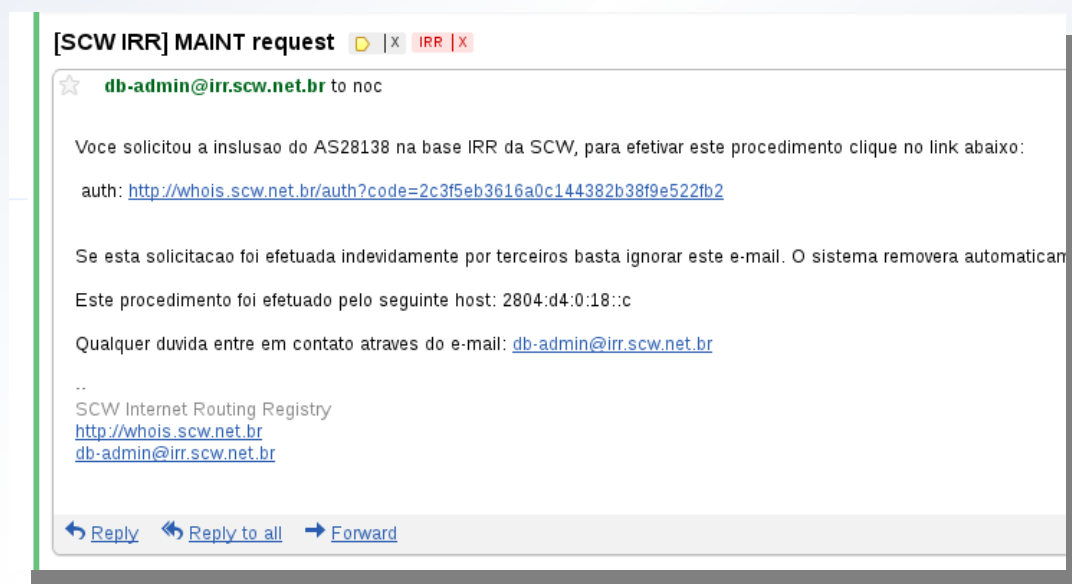 [SCW IRR] MAINT request | X IRR | X
db-admin@irr.scw.net.br to noc
Voce solicitou a inslusao do AS28138 na base IRR da SCW, para efetivar este procedimento clique no link abaixo:
auth: http://whois.scw.net.br/auth?code=2c3f5eb3616a0c144382b38f9e522fb2
Se esta solicitacao foi efetuada indevidamente por terceiros basta ignorar este e-mail. O sistema removera automaticam
Este procedimento foi efetuado pelo seguinte host: 2804:d4:0:18::c
Qualquer duvida entre em contato atraves do e-mail: db-admin@irr.scw.net.br
--
SCW Internet Routing Registry
http://whois.scw.net.br
db-admin@irr.scw.net.br
Reply Reply to all Forward